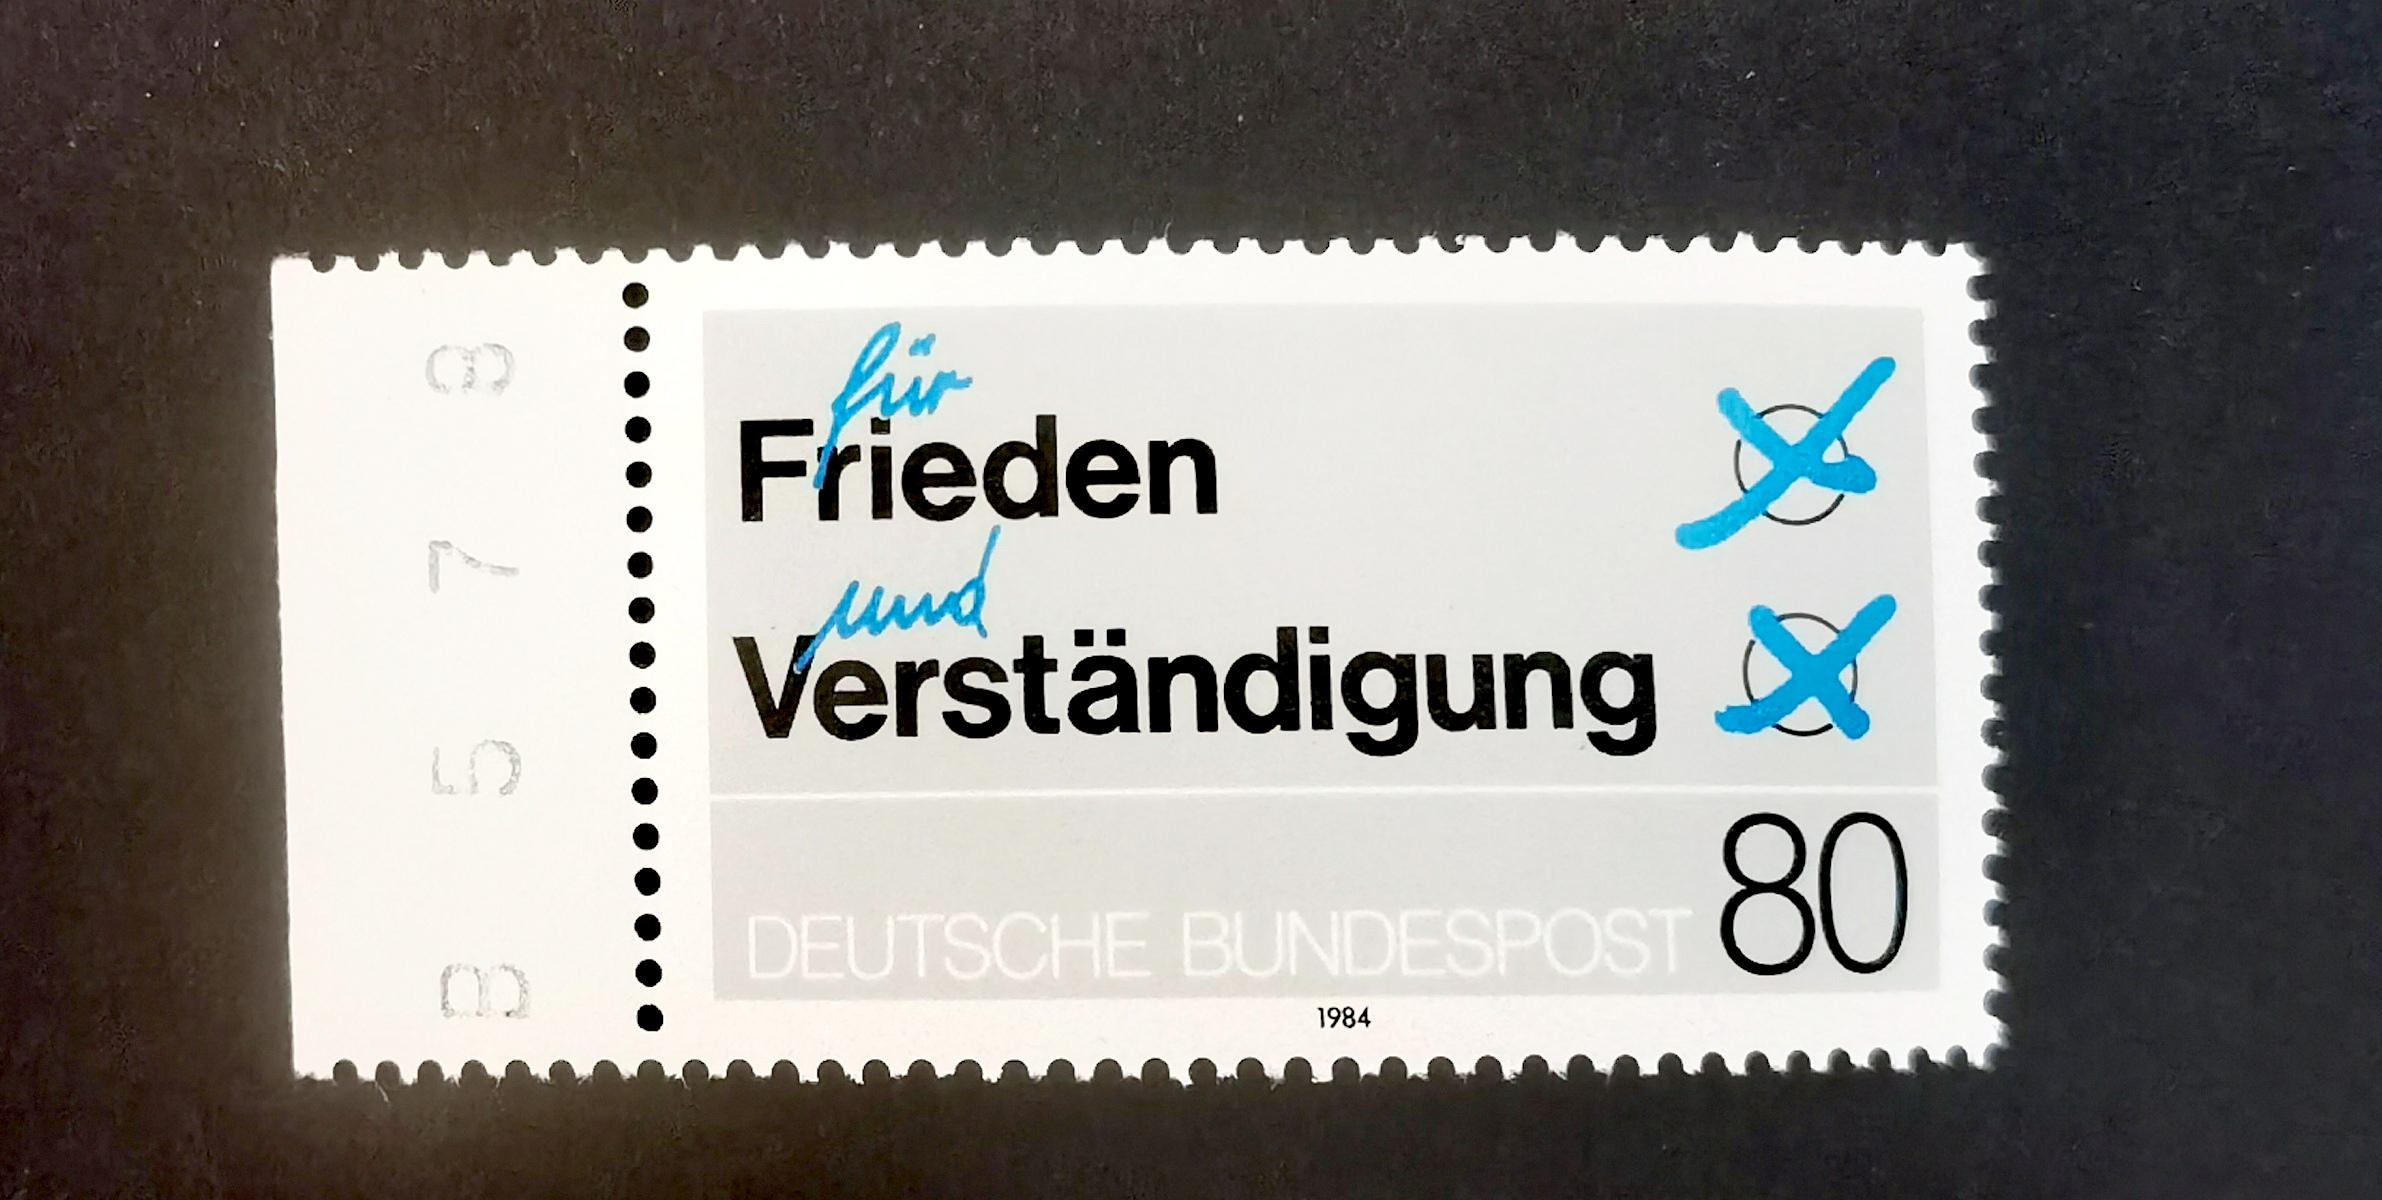 für
Frieden
und
Verständigung
DEUTSCHE BUNDESPOST 80
1984
B 5 7 8